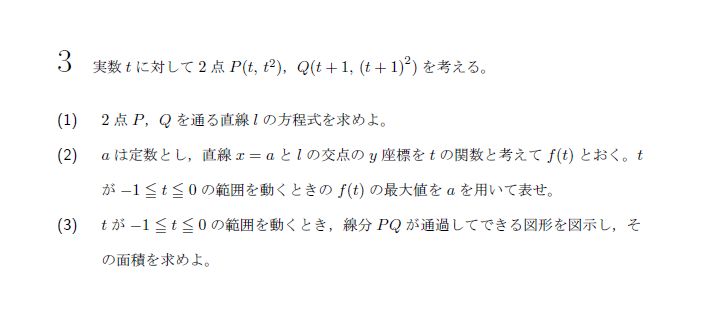 3 実数 t に対して 2 点 P(t, t²), Q(t + 1, (t + 1)²) を考える。
(1) 2 点 P, Q を通る直線 l の方程式を求めよ。
(2) a は定数とし，直線 x = a と l の交点の y 座標を t の関数と考えて f(t) とおく。t
が −1 ≦ t ≦ 0 の範囲を動くときの f(t) の最大値を a を用いて表せ。
(3) t が −1 ≦ t ≦ 0 の範囲を動くとき，線分 PQ が通過してできる図形を図示し，そ
の面積を求めよ。